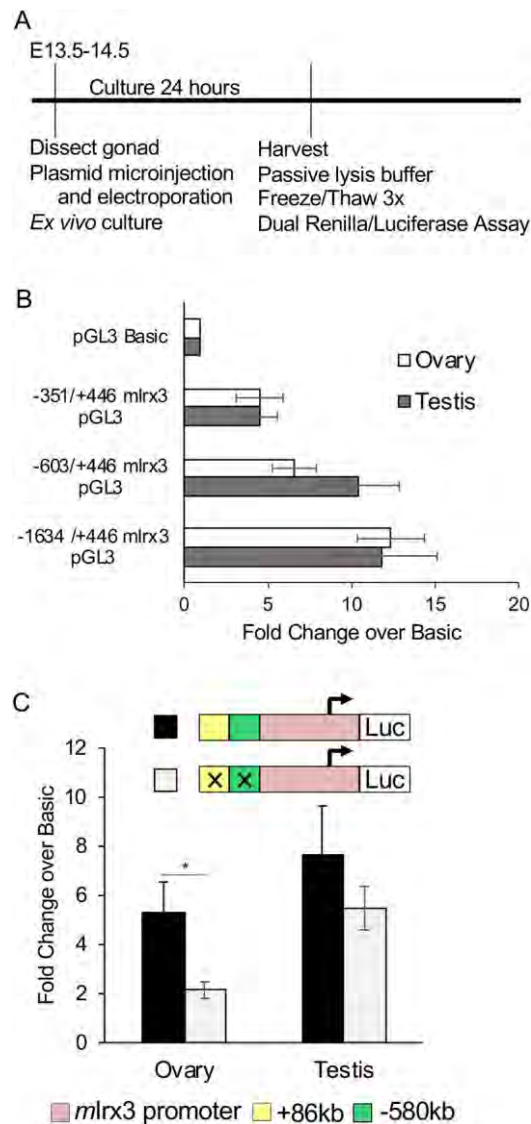 A
E13.5-14.5
Culture 24 hours
Dissect gonad
Plasmid microinjection
and electroporation
Ex vivo culture
Harvest
Passive lysis buffer
Freeze/Thaw 3x
Dual Renilla/Luciferase Assay
B
pGL3 Basic
-351/+446 mIrx3
pGL3
-603/+446 mIrx3
pGL3
-1634 /+446 mIrx3
pGL3
Ovary
Testis
0 5 10 15 20
Fold Change over Basic
C
Luc
Luc
X X
12
10
8
6
4
2
0
Fold Change over Basic
*
Ovary Testis
mIrx3 promoter +86kb -580kb